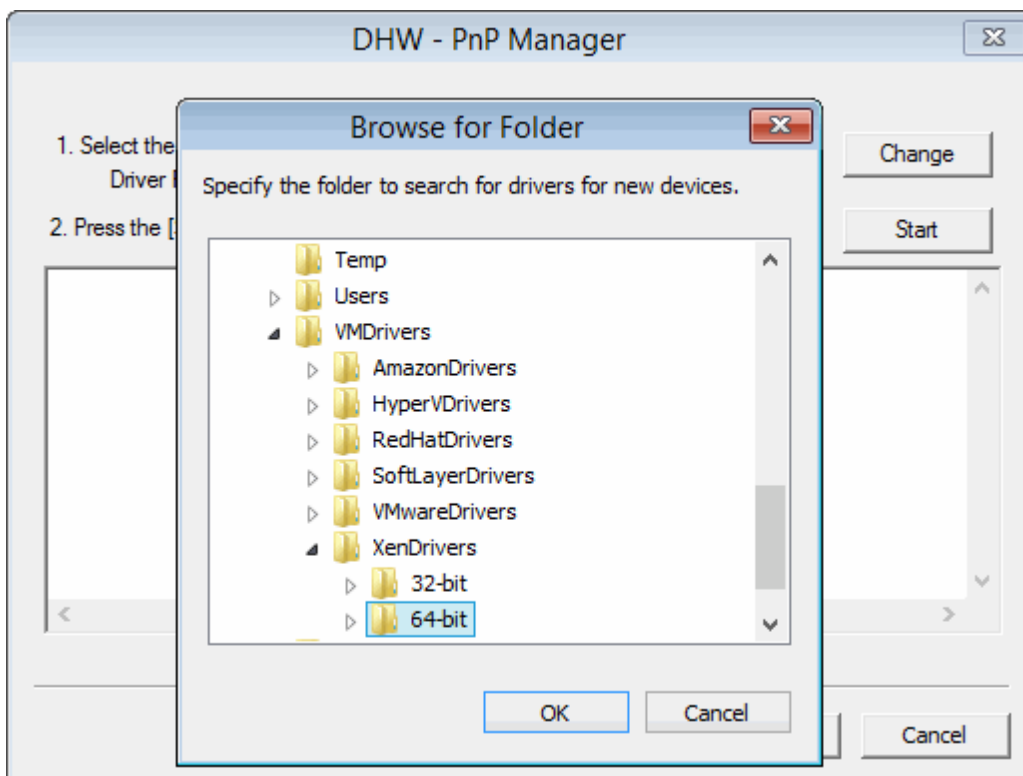 DHW - PnP Manager
Browse for Folder
1. Select the
Driver
Change
Specify the folder to search for drivers for new devices.
2. Press the [
Start
Temp
Users
VMDrivers
AmazonDrivers
HyperVDrivers
RedHatDrivers
SoftLayerDrivers
VMwareDrivers
XenDrivers
32-bit
64-bit
OK
Cancel
Cancel